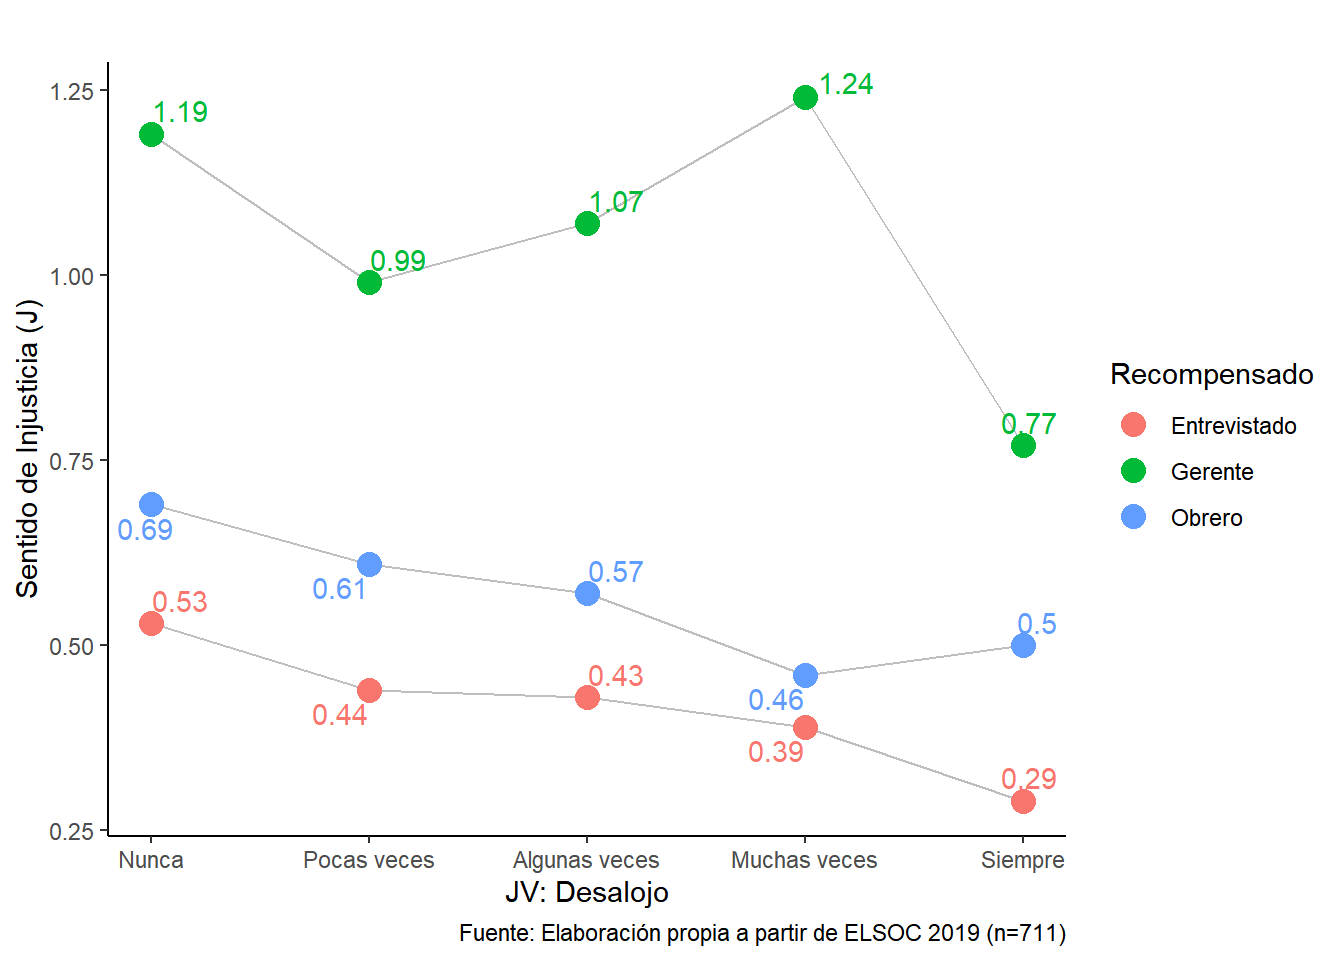 1.25
1.00
0.75
0.50
0.25
Sentido de Injusticia (J)
1.19
0.99
1.07
1.24
0.77
0.69
0.61
0.57
0.46
0.5
0.53
0.44
0.43
0.39
0.29
Nunca
Pocas veces
Algunas veces
Muchas veces
Siempre
JV: Desalojo
Fuente: Elaboración propia a partir de ELSOC 2019 (n=711)
Recompensado
Entrevistado
Gerente
Obrero